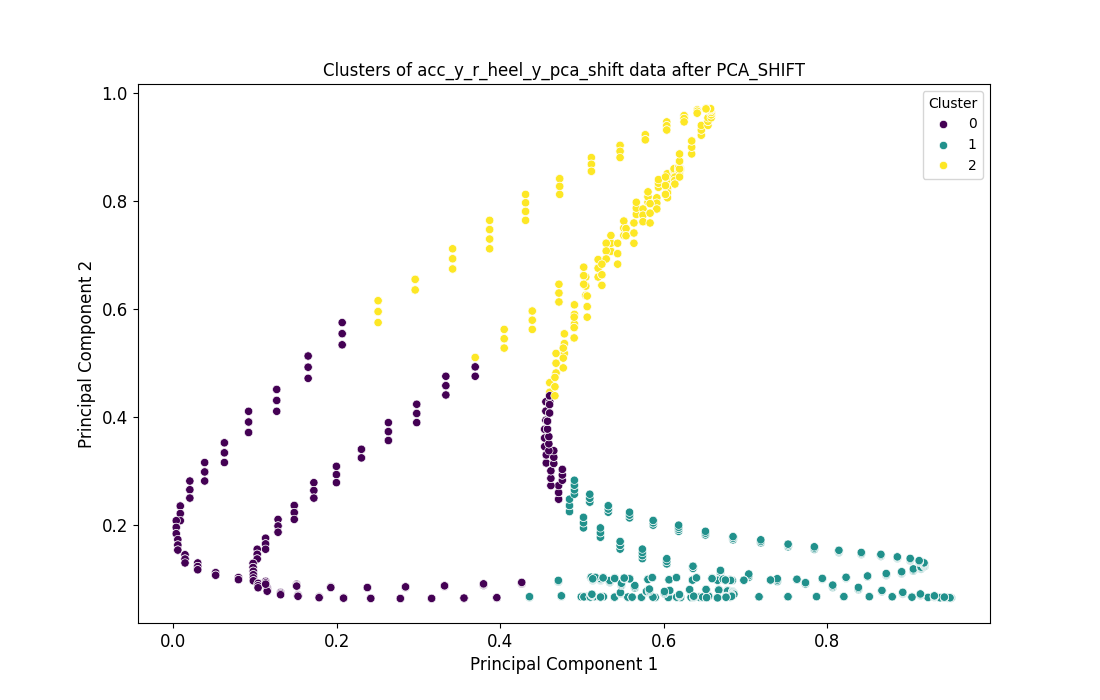 Clusters of acc_y_r_heel_y_pca_shift data after PCA_SHIFT
Cluster
0
1
2
Principal Component 2
1.0
0.8
0.6
0.4
0.2
0.0 0.2 0.4 0.6 0.8
Principal Component 1